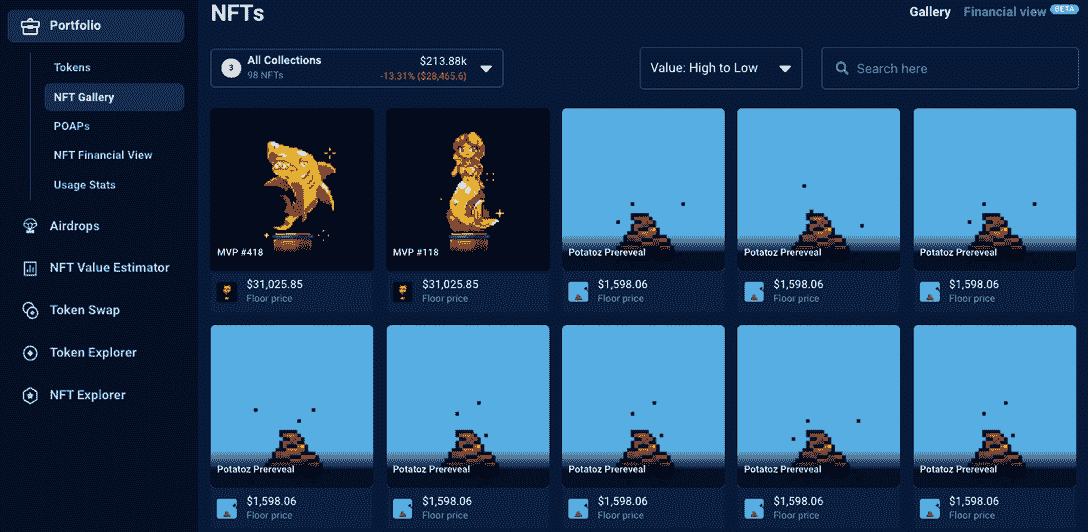 Portfolio
Tokens
NFT Gallery
POAPs
NFT Financial View
Usage Stats
Airdrops
NFT Value Estimator
Token Swap
Token Explorer
NFT Explorer
NFTs
Gallery Financial view BETA
3 All Collections $213.88k
98 NFTs -13.31% ($28,465.6)
Value: High to Low
Search here
MVP #418
MVP #118
Potatoz Prereveal
Potatoz Prereveal
Potatoz Prereveal
$31,025.85
Floor price
$31,025.85
Floor price
$1,598.06
Floor price
$1,598.06
Floor price
$1,598.06
Floor price
Potatoz Prereveal
Potatoz Prereveal
Potatoz Prereveal
Potatoz Prereveal
Potatoz Prereveal
$1,598.06
Floor price
$1,598.06
Floor price
$1,598.06
Floor price
$1,598.06
Floor price
$1,598.06
Floor price